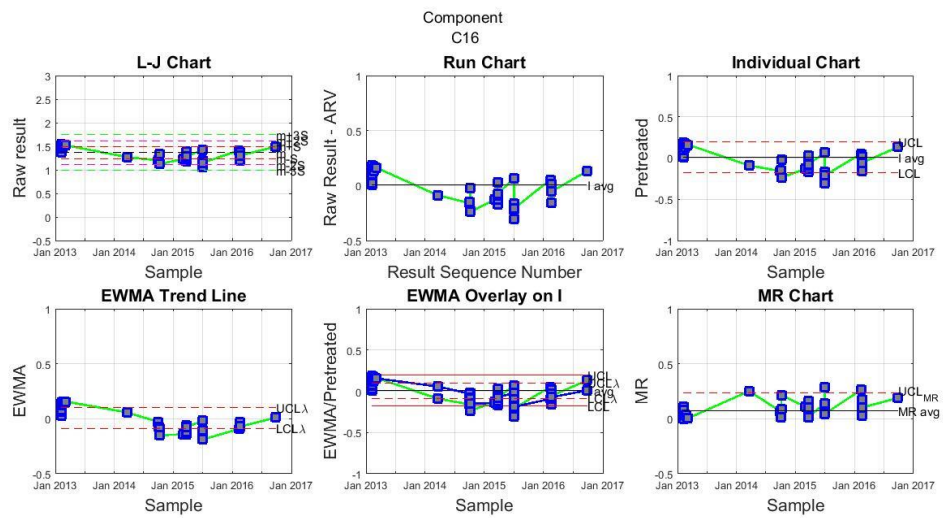 Component
C16
L-J Chart
Raw result
3
2.5
2
1.5
1
0.5
0
-0.5
m+3S
m+2S
m+S
m-S
m-2S
m-3S
Jan 2013 Jan 2014 Jan 2015 Jan 2016 Jan 2017
Sample
Run Chart
Raw Result - ARV
1
0.5
0
-0.5
I avg
Jan 2013 Jan 2014 Jan 2015 Jan 2016 Jan 2017
Result Sequence Number
Individual Chart
Pretreated
1
0.5
0
-0.5
-1
UCL
I avg
LCL
Jan 2013 Jan 2014 Jan 2015 Jan 2016 Jan 2017
Sample
EWMA Trend Line
EWMA
1
0.5
0
-0.5
UCLλ
LCLλ
Jan 2013 Jan 2014 Jan 2015 Jan 2016 Jan 2017
Sample
EWMA Overlay on I
EWMA/Pretreated
1
0.5
0
-0.5
-1
UCL
UCLλ
I avg
LCLλ
LCL
Jan 2013 Jan 2014 Jan 2015 Jan 2016 Jan 2017
Sample
MR Chart
MR
1
0.5
0
-0.5
UCL MR
MR avg
Jan 2013 Jan 2014 Jan 2015 Jan 2016 Jan 2017
Sample